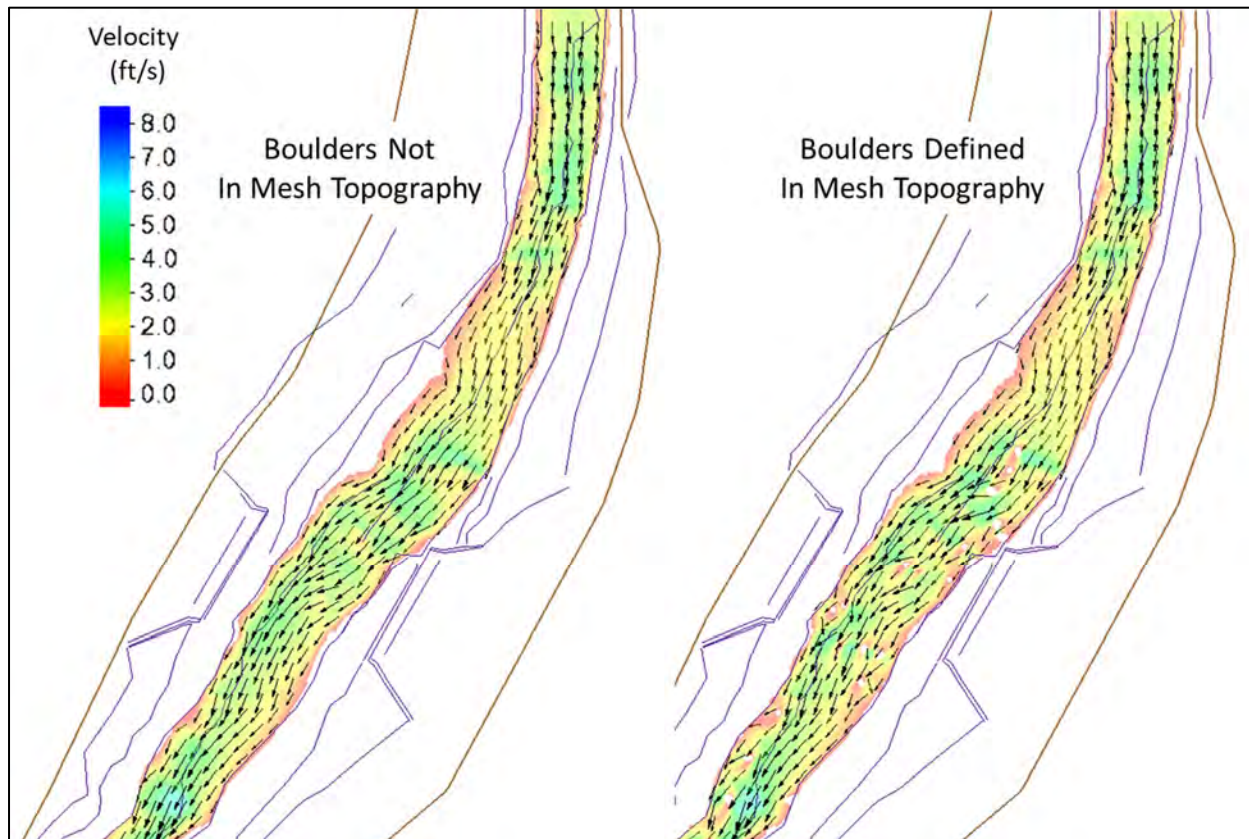 Velocity
(ft/s)
8.0
7.0
6.0
5.0
4.0
3.0
2.0
1.0
0.0
Boulders Not
In Mesh Topography
Boulders Defined
In Mesh Topography